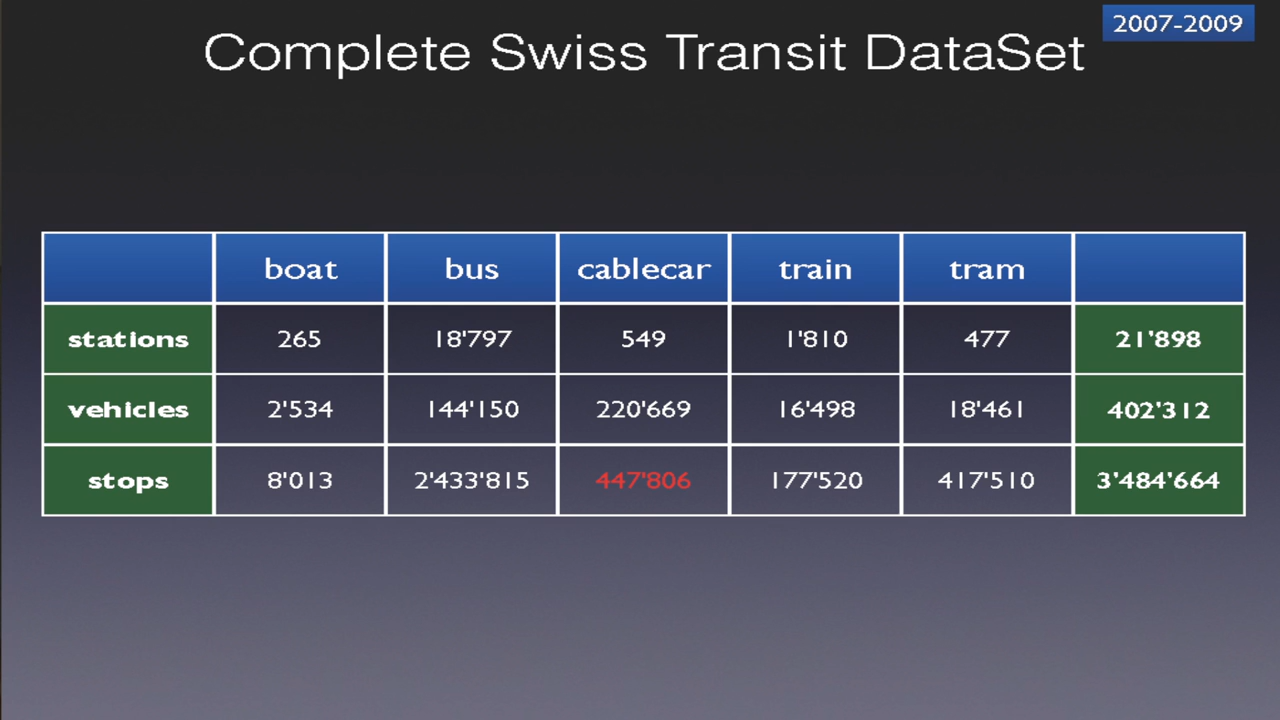 2007-2009
Complete Swiss Transit DataSet
boat bus cablecar train tram
stations 265 18'797 549 1'810 477 21'898
vehicles 2'534 144'150 220'669 16'498 18'461 402'312
stops 8'013 2'433'815 447'806 177'520 417'510 3'484'664